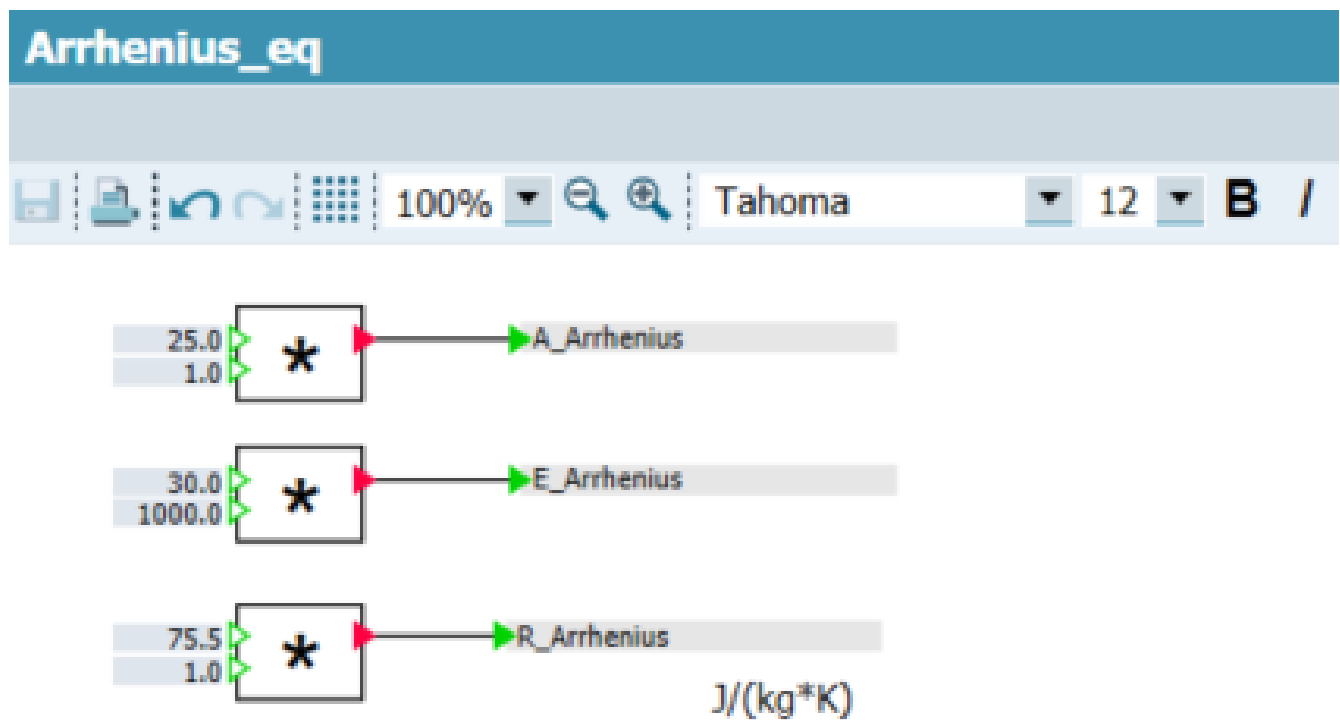 Arrhenius_eq
100% Tahoma 12 B I
25.0 * A_Arrhenius
1.0
30.0 * E_Arrhenius
1000.0
75.5 * R_Arrhenius
1.0
J/(kg*K)